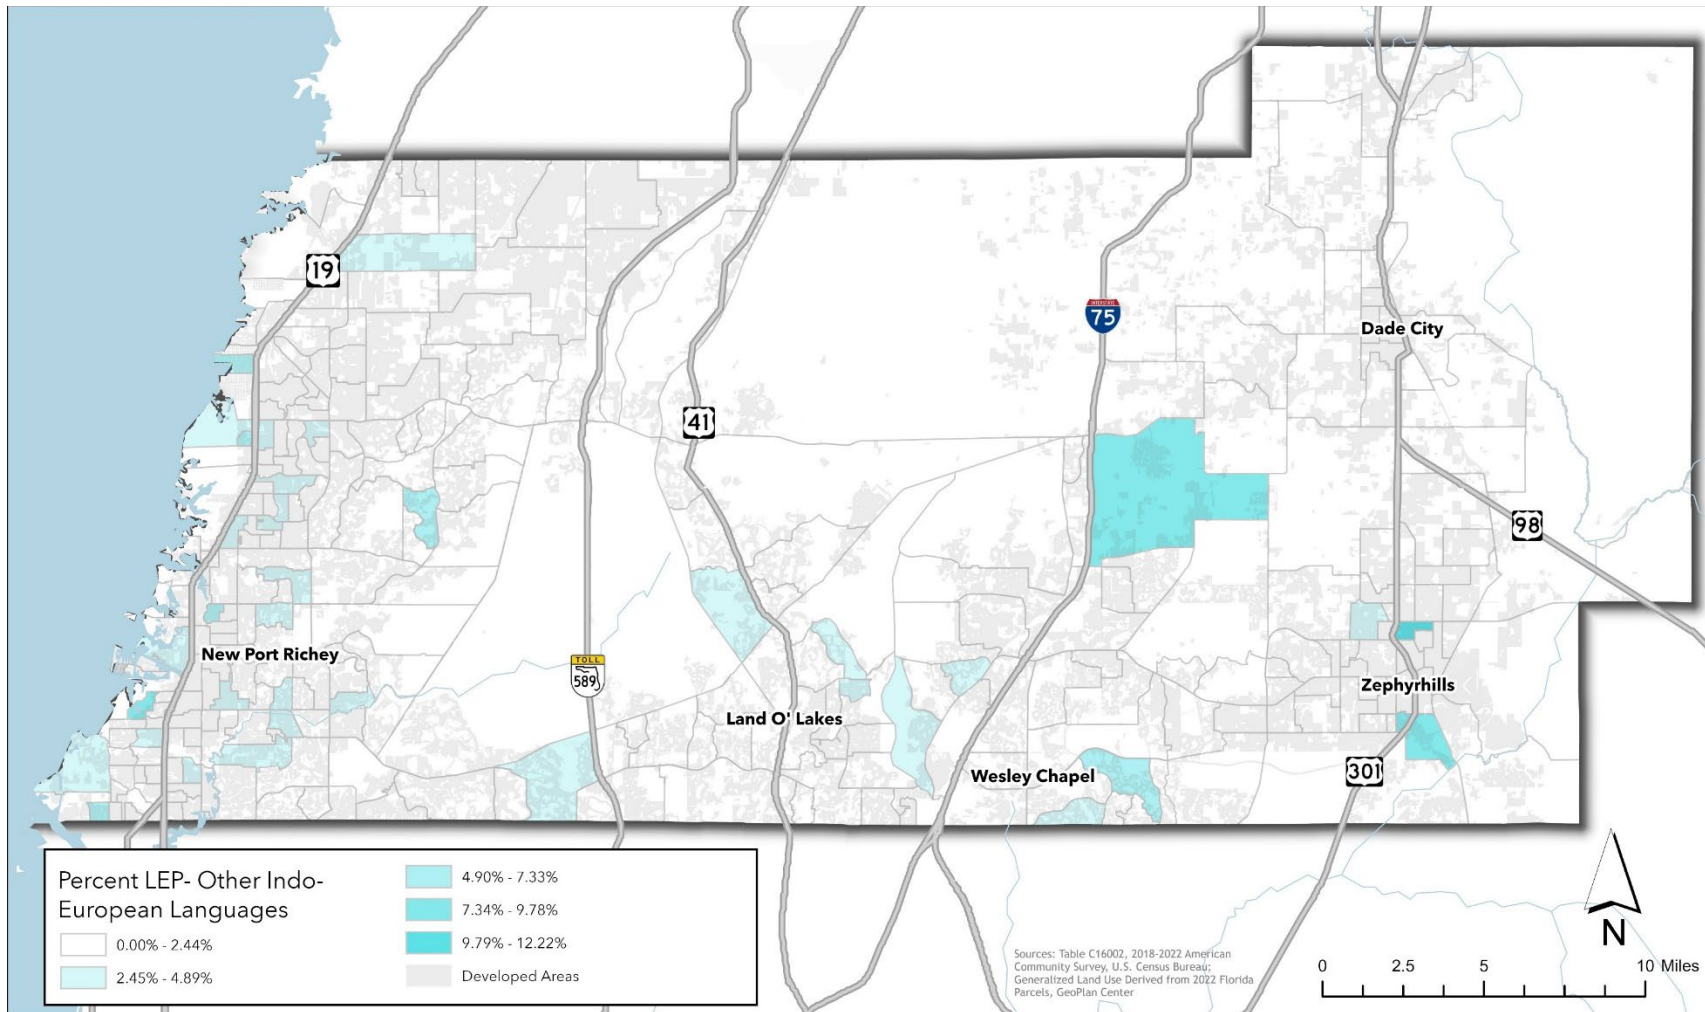 19
INTERSTATE
75
Dade City
41
98
New Port Richey
TOLL
589
Zephyrhills
Land O' Lakes
Wesley Chapel
301
Percent LEP- Other Indo-
European Languages
0.00% - 2.44%
2.45% - 4.89%
4.90% - 7.33%
7.34% - 9.78%
9.79% - 12.22%
Developed Areas
Sources: Table C16002, 2018-2022 American
Community Survey, U.S. Census Bureau;
Generalized Land Use Derived from 2022 Florida
Parcels, GeoPlan Center
N
0 2.5 5 10 Miles